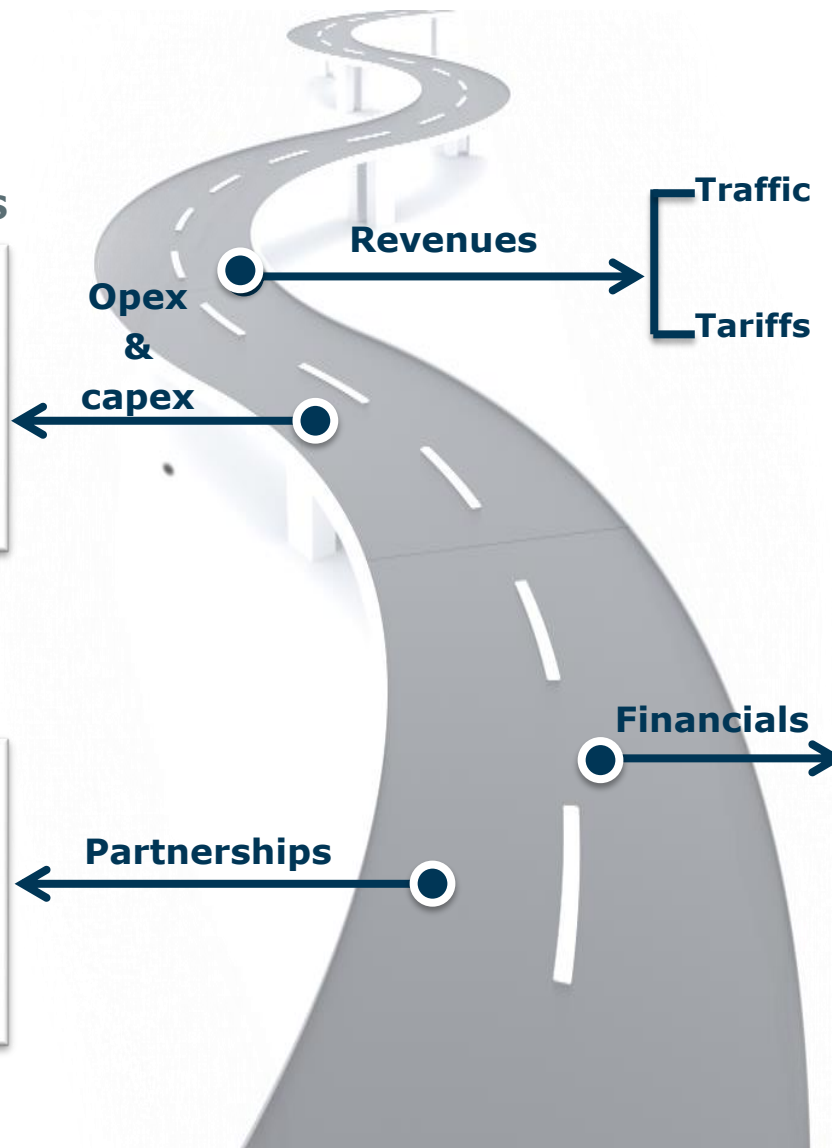 Traffic
Revenues
Opex
&
capex
Tariffs
Financials
Partnerships